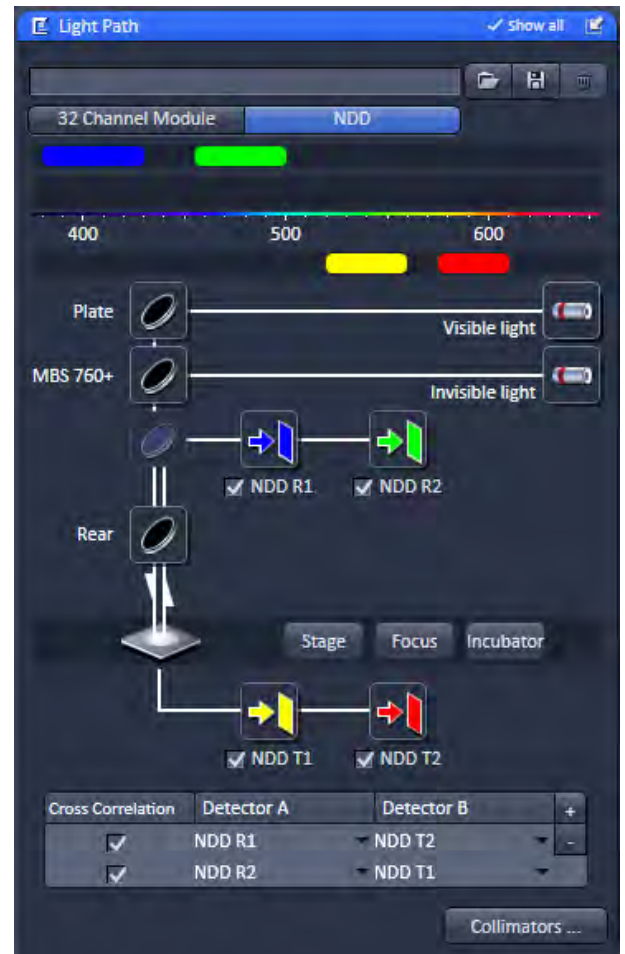 Light Path Show all
32 Channel Module NDD
400 500 600
Plate
Visible light
MBS 760+
Invisible light
NDD R1 NDD R2
Rear
Stage Focus Incubator
NDD T1 NDD T2
Cross Correlation Detector A Detector B +
NDD R1 NDD T2 -
NDD R2 NDD T1
Collimators ...